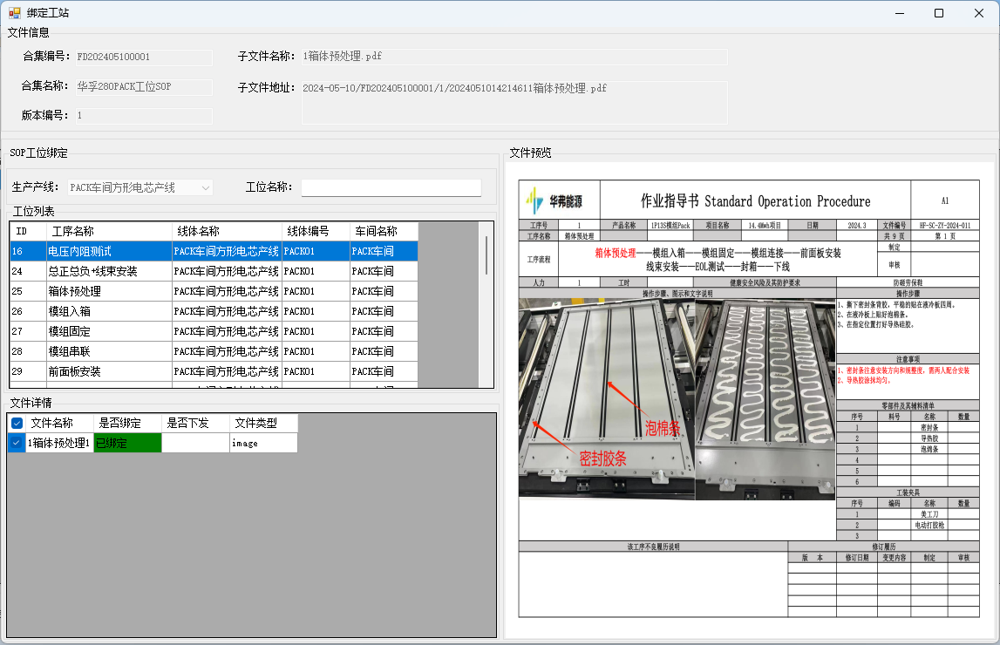 绑定工站
文件信息
合集编号： FD202405100001 子文件名称： 1箱体预处理.pdf
合集名称： 华孚280PACK工位SOP 子文件地址： 2024-05-10/FD202405100001/1/2024051014214611箱体预处理.pdf
版本编号： 1
SOP工位绑定
生产产线： PACK车间方形电芯产线 工位名称：
工位列表
ID 工序名称 线体名称 线体编号 车间名称
16 电压内阻测试 PACK车间方形电芯产线 PACK01 PACK车间
24 总正总负+线束安装 PACK车间方形电芯产线 PACK01 PACK车间
25 箱体预处理 PACK车间方形电芯产线 PACK01 PACK车间
26 模组入箱 PACK车间方形电芯产线 PACK01 PACK车间
27 模组固定 PACK车间方形电芯产线 PACK01 PACK车间
28 模组串联 PACK车间方形电芯产线 PACK01 PACK车间
29 前面板安装 PACK车间方形电芯产线 PACK01 PACK车间
文件详情
文件名称 是否绑定 是否下发 文件类型
1箱体预处理1 已绑定 image
文件预览
华弗能源 作业指导书 Standard Operation Procedure A1
工序号 1 产品名称 1P13S模组Pack 项目名称 14.4Mwh项目 日期 2024.3 文件编号 HF-SC-ZY-2024-011
工序名称 箱体预处理 共 9 页 第 1 页
工序流程 箱体预处理——模组入箱——模组固定——模组连接——前面板安装 制定
线束安装——EOL测试——封箱——下线 审核
人力 1 工时 健康安全风险及其防护要求 防砸劳保鞋
操作步骤、图示和文字说明 操作步骤
1、撕下密封条背胶，平稳的贴在液冷板四周。
2、在液冷板上贴好泡棉条。
3、在指定位置打好导热硅胶。
泡棉条
密封胶条
注意事项
1、密封条注意安装方向和规整度，需两人配合安装
2、导热胶涂抹均匀。
零部件及其辅料清单
序号 料号 名称 数量
1 密封条
2 导热胶
3 泡绵条
4
5
6
工装夹具
序号 编码 名称 数量
1 美工刀
2 电动打胶枪
3
该工序不良履历说明 修订履历
版 本 修订日期 变更内容 制定 审核